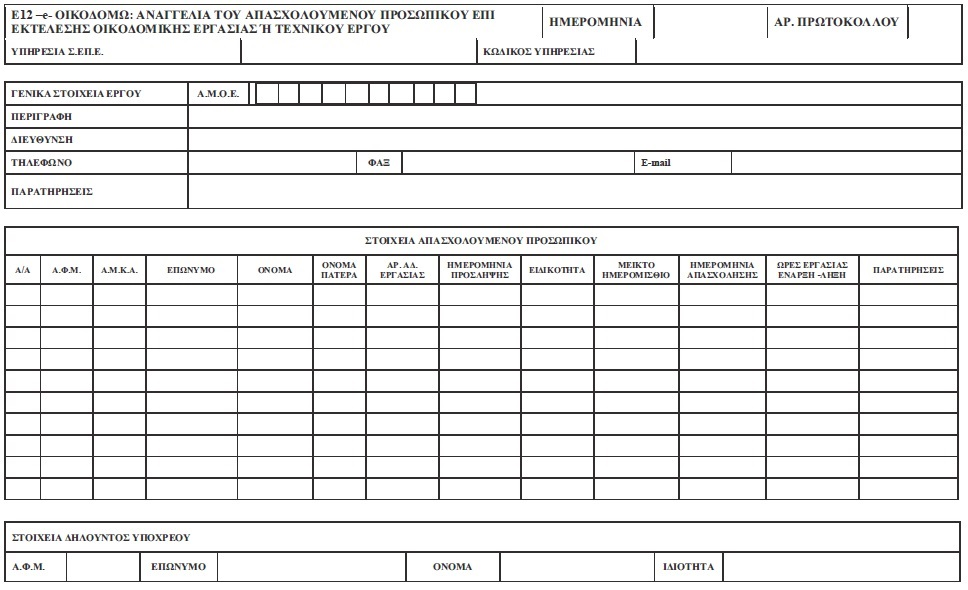 Ε12 –e- ΟΙΚΟΔΟΜΩ: ΑΝΑΓΓΕΛΙΑ ΤΟΥ ΑΠΑΣΧΟΛΟΥΜΕΝΟΥ ΠΡΟΣΩΠΙΚΟΥ ΕΠΙ
ΕΚΤΕΛΕΣΗΣ ΟΙΚΟΔΟΜΙΚΗΣ ΕΡΓΑΣΙΑΣ Ή ΤΕΧΝΙΚΟΥ ΕΡΓΟΥ
ΗΜΕΡΟΜΗΝΙΑ
ΑΡ. ΠΡΩΤΟΚΟΛΛΟΥ
ΥΠΗΡΕΣΙΑ Σ.ΕΠ.Ε. ΚΩΔΙΚΟΣ ΥΠΗΡΕΣΙΑΣ
ΓΕΝΙΚΑ ΣΤΟΙΧΕΙΑ ΕΡΓΟΥ Α.Μ.Ο.Ε.
ΠΕΡΙΓΡΑΦΗ
ΔΙΕΥΘΥΝΣΗ
ΤΗΛΕΦΩΝΟ ΦΑΞ E-mail
ΠΑΡΑΤΗΡΗΣΕΙΣ
ΣΤΟΙΧΕΙΑ ΑΠΑΣΧΟΛΟΥΜΕΝΟΥ ΠΡΟΣΩΠΙΚΟΥ
Α/Α
Α.Φ.Μ.
Α.Μ.Κ.Α.
ΕΠΩΝΥΜΟ
ΟΝΟΜΑ
ΟΝΟΜΑ
ΠΑΤΕΡΑ
ΑΡ. ΑΔ.
ΕΡΓΑΣΙΑΣ
ΗΜΕΡΟΜΗΝΙΑ
ΠΡΟΣΛΗΨΗΣ
ΕΙΔΙΚΟΤΗΤΑ
ΜΕΙΚΤΟ
ΗΜΕΡΟΜΙΣΘΙΟ
ΗΜΕΡΟΜΗΝΙΑ
ΑΠΑΣΧΟΛΗΣΗΣ
ΩΡΕΣ ΕΡΓΑΣΙΑΣ
ΕΝΑΡΞΗ -ΛΗΞΗ
ΠΑΡΑΤΗΡΗΣΕΙΣ
ΣΤΟΙΧΕΙΑ ΔΗΛΟΥΝΤΟΣ ΥΠΟΧΡΕΟΥ
Α.Φ.Μ. ΕΠΩΝΥΜΟ ΟΝΟΜΑ ΙΔΙΟΤΗΤΑ